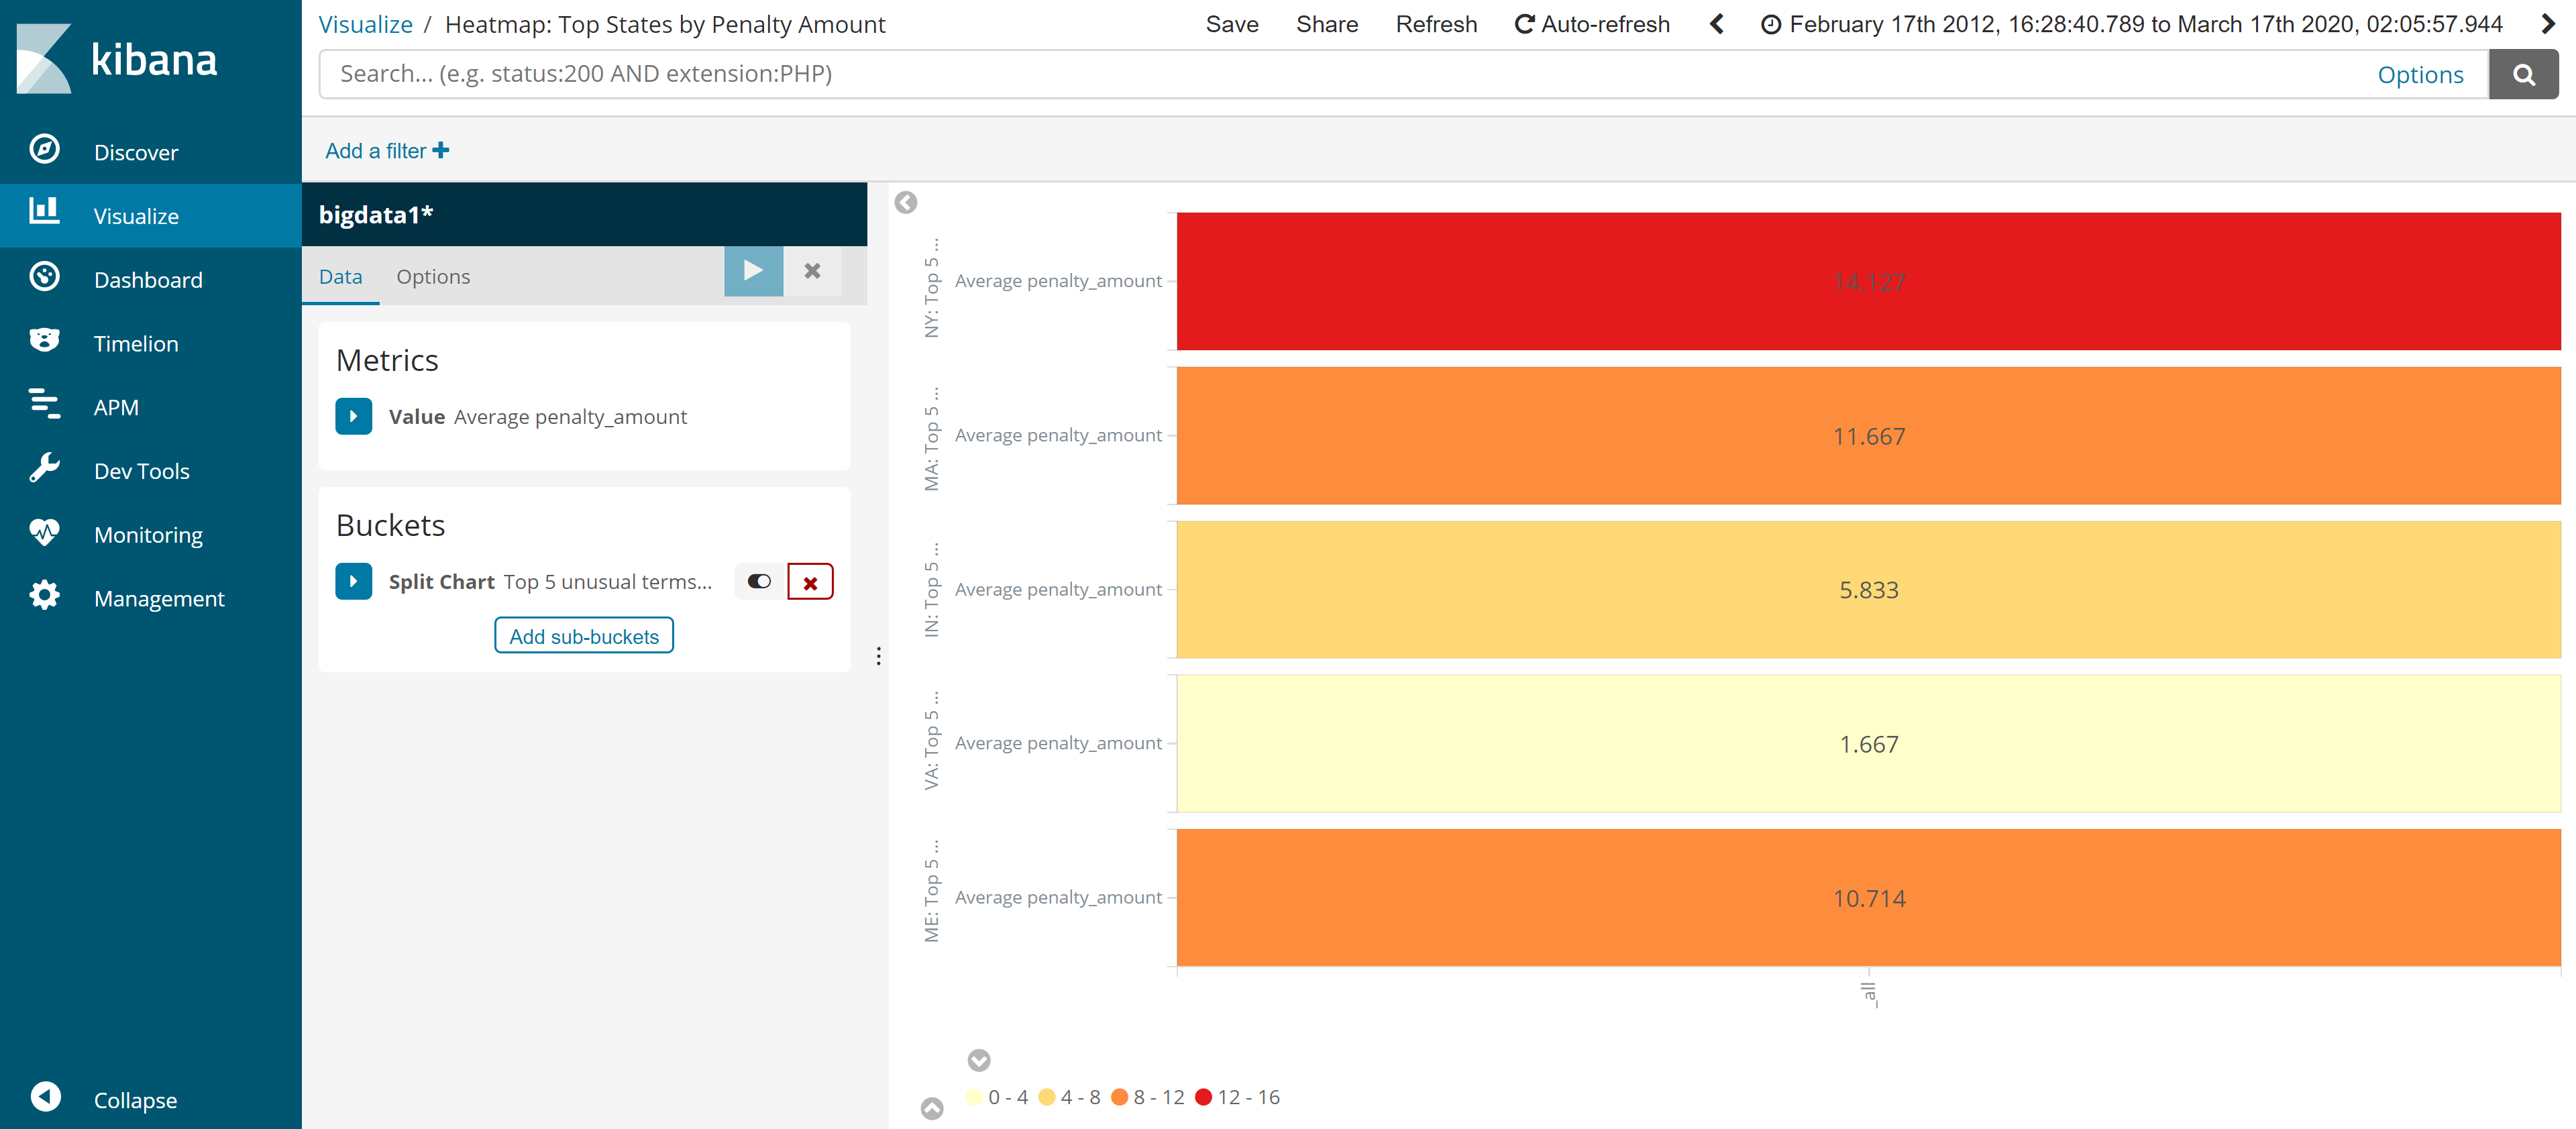 kibana
Discover
Visualize
Dashboard
Timelion
APM
Dev Tools
Monitoring
Management
Collapse
Visualize / Heatmap: Top States by Penalty Amount
Save Share Refresh Auto-refresh February 17th 2012, 16:28:40.789 to March 17th 2020, 02:05:57.944
Search... (e.g. status:200 AND extension:PHP) Options
Add a filter
bigdata1*
Data Options
Metrics
Value Average penalty_amount
Buckets
Split Chart Top 5 unusual terms...
Add sub-buckets
NY: Top 5 ...
Average penalty_amount
14.127
MA: Top 5 ...
Average penalty_amount
11.667
IN: Top 5 ...
Average penalty_amount
5.833
VA: Top 5 ...
Average penalty_amount
1.667
ME: Top 5 ...
Average penalty_amount
10.714
_all
0 - 4 4 - 8 8 - 12 12 - 16